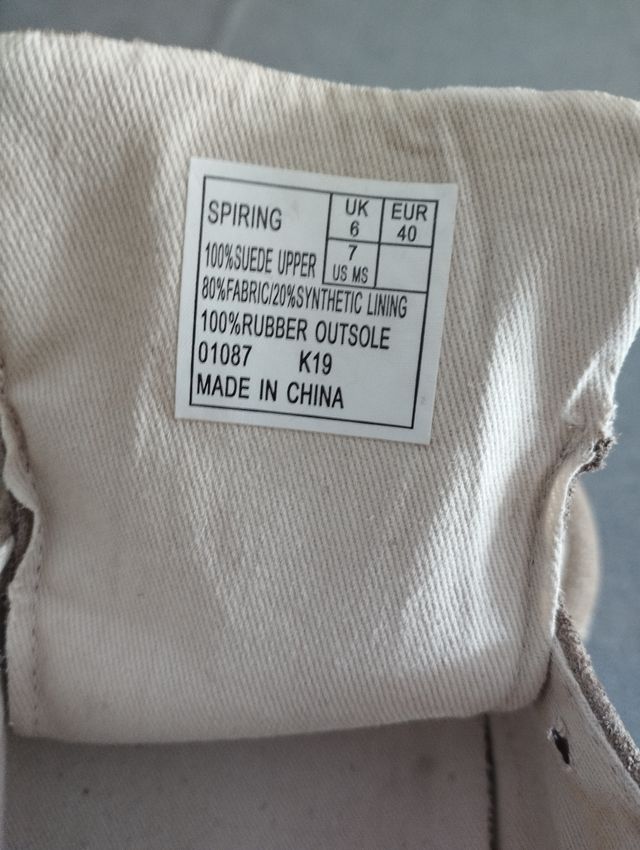 SPIRING
UK
6
EUR
40
7
US MS
100%SUEDE UPPER
80%FABRIC/20%SYNTHETIC LINING
100%RUBBER OUTSOLE
01087 K19
MADE IN CHINA